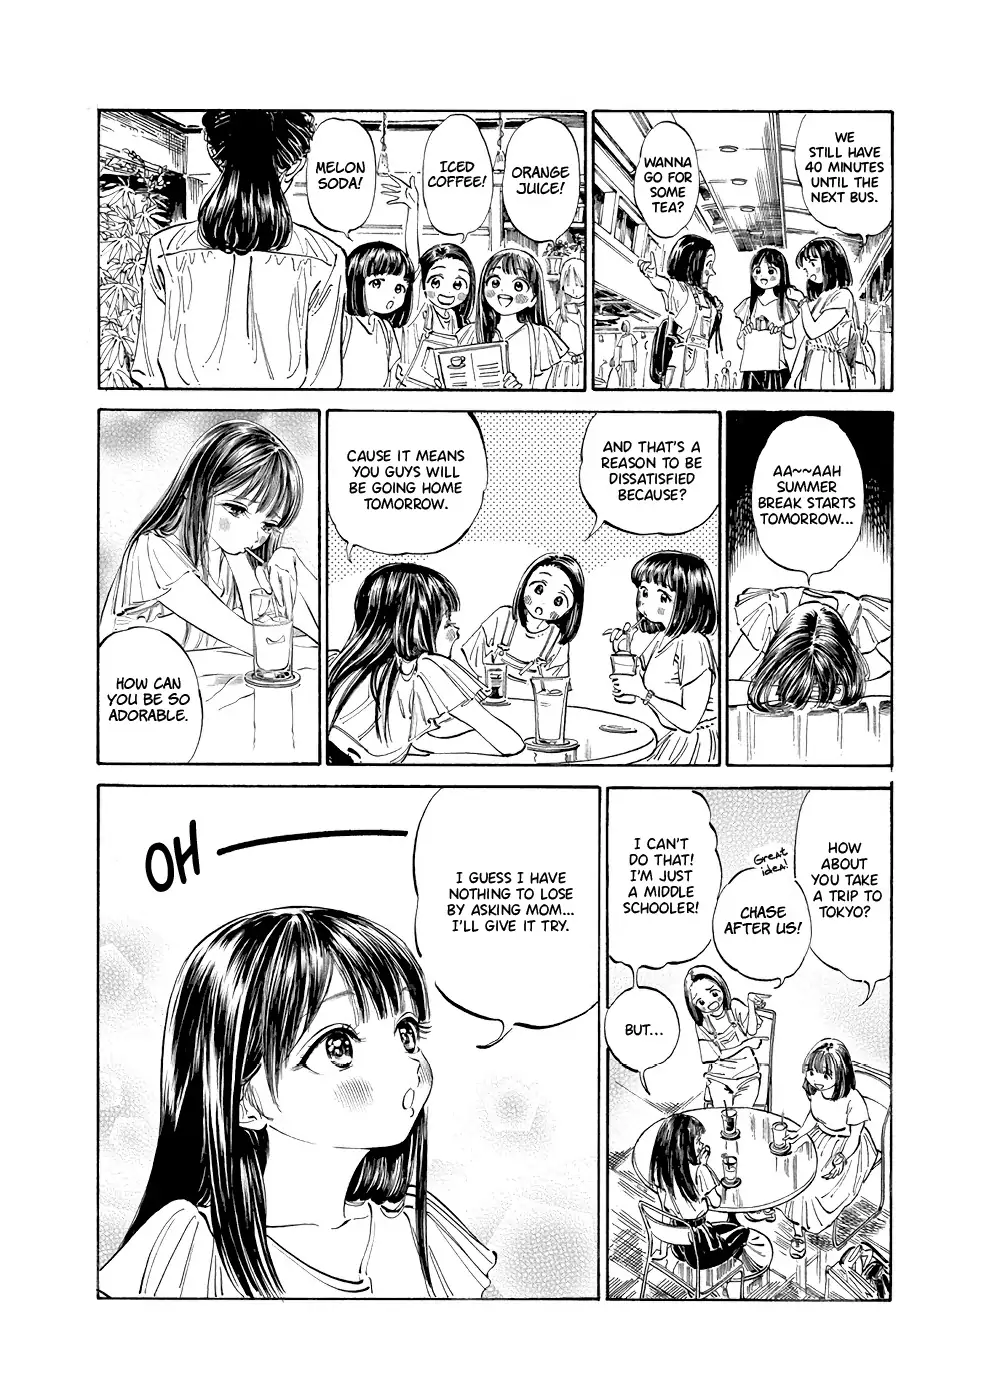 WE
STILL HAVE
40 MINUTES
UNTIL THE
NEXT BUS.
WANNA
GO FOR
SOME
TEA?
ORANGE
JUICE!
ICED
COFFEE!
MELON
SODA!
AA~~AAH
SUMMER
BREAK STARTS
TOMORROW...
AND THAT'S A
REASON TO BE
DISSATISFIED
BECAUSE?
CAUSE IT MEANS
YOU GUYS WILL
BE GOING HOME
TOMORROW.
HOW CAN
YOU BE SO
ADORABLE.
HOW ABOUT
YOU TAKE
A TRIP TO
TOKYO?
Great
idea!
CHASE
AFTER US!
I CAN'T
DO THAT!
I'M JUST
A MIDDLE
SCHOOLER!
BUT...
I GUESS I HAVE
NOTHING TO LOSE
BY ASKING MOM...
I'LL GIVE IT TRY.
OH